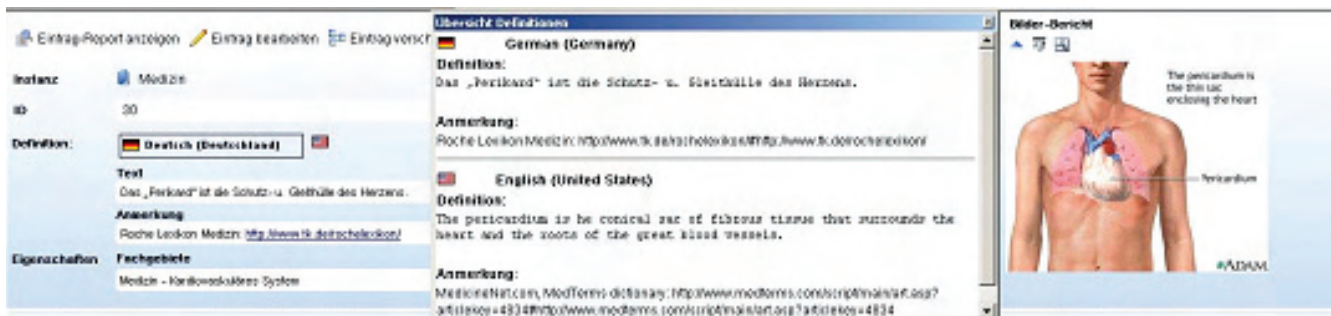 Eintrag-Report anzeigen Eintrag bearbeiten Eintrag versch
Instanz Medizin
ID 30
Definition: Deutsch (Deutschland)
Text
Das „Perikard" ist die Schutz- u. Gleithülle des Herzens.
Anmerkung
Roche Lexikon Medizin: http://www.tk.de/rochelexikon/
Eigenschaften Fachgebiete
Medizin - Kardiovaskuläres System
Übersicht Definitionen
German (Germany)
Definition:
Das „Perikard" ist die Schutz- u. Gleithülle des Herzens.
Anmerkung:
Roche Lexikon Medizin: http://www.tk.de/rochelexikon/#http://www.tk.de/rochelexikon/
English (United States)
Definition:
The pericardium is he conical sac of fibrous tissue that surrounds the
heart and the roots of the great blood vessels.
Anmerkung:
MedicineNet.com, MedTerms dictionary: http://www.medterms.com/script/main/art.asp?
articlekey=4834#http://www.medterms.com/script/main/art.asp?articlekey=4834
Bilder-Bericht
The pericardium is
the thin sac
enclosing the heart
Pericardium
ADAM